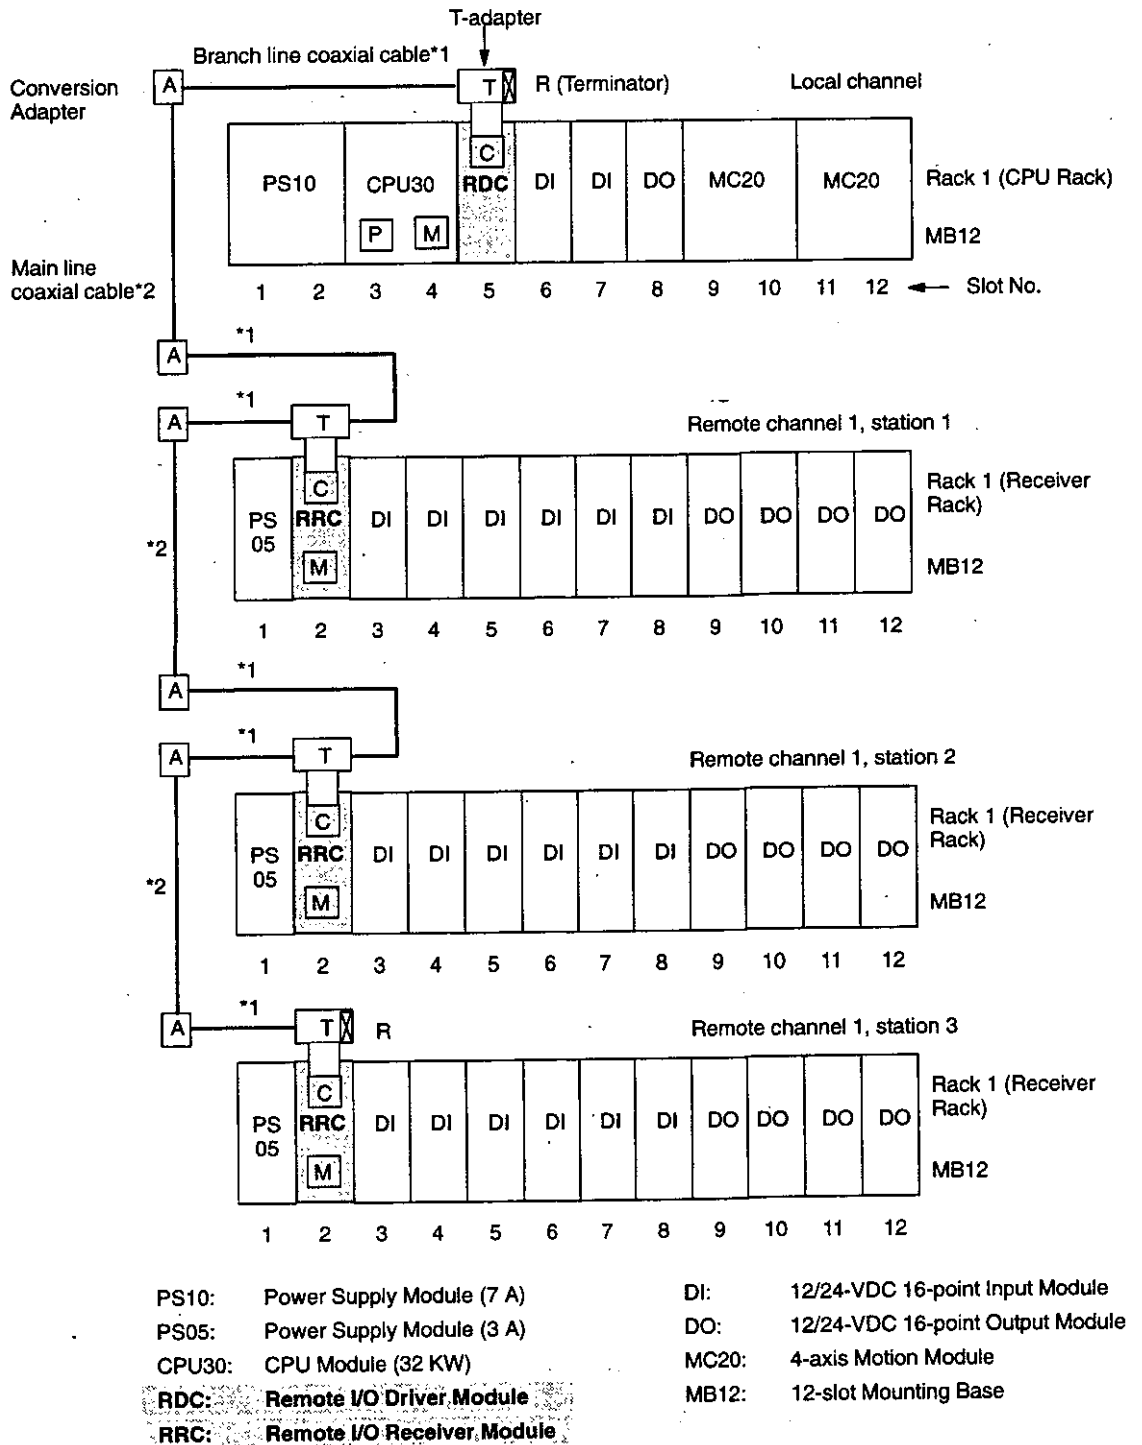 T-adapter
Branch line coaxial cable*1
Conversion
Adapter
A
T
R (Terminator)
Local channel
C
PS10
CPU30
RDC
DI
DI
DO
MC20
MC20
Rack 1 (CPU Rack)
P
M
MB12
Main line
coaxial cable*2
1 2 3 4 5 6 7 8 9 10 11 12
Slot No.
*1
A
*1
A
T
Remote channel 1, station 1
C
PS
05
RRC
DI DI DI DI DI DI DO DO DO DO
Rack 1 (Receiver
Rack)
*2
M
MB12
1 2 3 4 5 6 7 8 9 10 11 12
*1
A
*1
A
T
Remote channel 1, station 2
C
PS
05
RRC
DI DI DI DI DI DI DO DO DO DO
Rack 1 (Receiver
Rack)
*2
M
MB12
1 2 3 4 5 6 7 8 9 10 11 12
*1
A
T
R
Remote channel 1, station 3
C
PS
05
RRC
DI DI DI DI DI DI DO DO DO DO
Rack 1 (Receiver
Rack)
M
MB12
1 2 3 4 5 6 7 8 9 10 11 12
PS10: Power Supply Module (7 A)
PS05: Power Supply Module (3 A)
CPU30: CPU Module (32 KW)
RDC: Remote I/O Driver Module
RRC: Remote I/O Receiver Module
DI: 12/24-VDC 16-point Input Module
DO: 12/24-VDC 16-point Output Module
MC20: 4-axis Motion Module
MB12: 12-slot Mounting Base